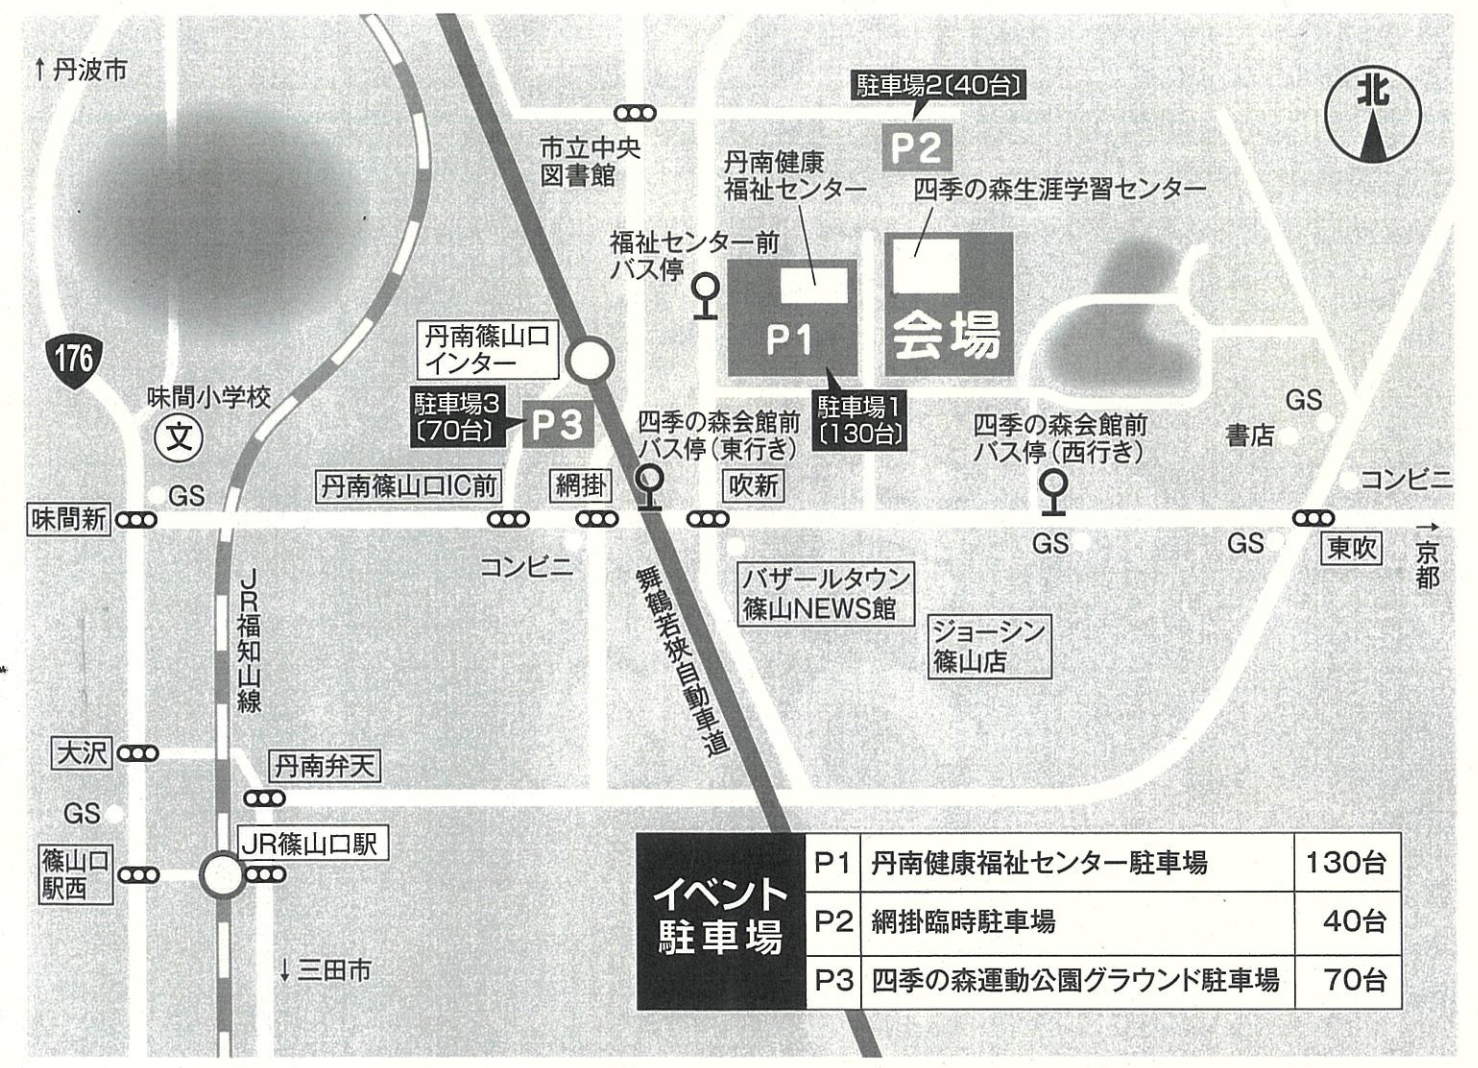 ↑丹波市
北
駐車場2〔40台〕
P2
市立中央
図書館
丹南健康
福祉センター
四季の森生涯学習センター
福祉センター前
バス停
P1
会場
176
丹南篠山口
インター
味間小学校
文
駐車場3
〔70台〕
P3
四季の森会館前
バス停(東行き)
駐車場1
〔130台〕
四季の森会館前
バス停(西行き)
GS
書店
コンビニ
GS
丹南篠山口IC前
網掛
吹新
味間新
コンビニ
GS
GS
東吹
→京都
JR福知山線
舞鶴若狭自動車道
バザールタウン
篠山NEWS館
ジョーシン
篠山店
大沢
丹南弁天
GS
JR篠山口駅
篠山口
駅西
↓三田市
イベント
駐車場
P1 丹南健康福祉センター駐車場 130台
P2 網掛臨時駐車場 40台
P3 四季の森運動公園グラウンド駐車場 70台